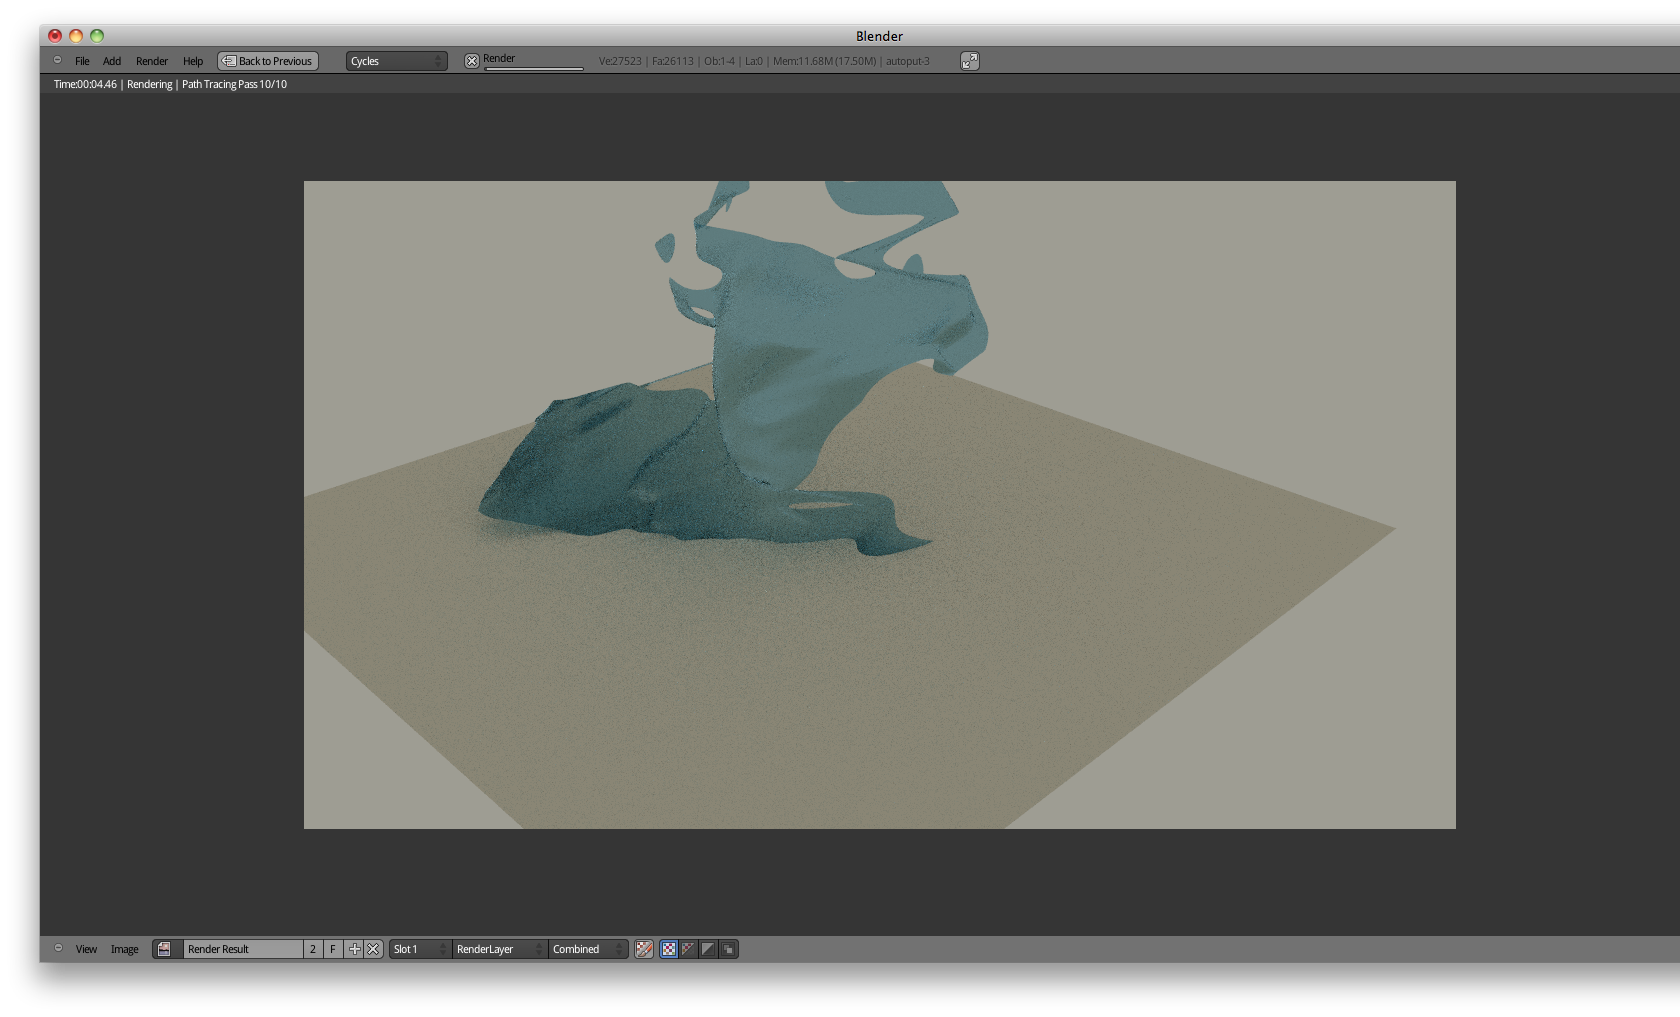 Blender
File Add Render Help Back to Previous Cycles Render Ve:27523 | Fa:26113 | Ob:1-4 | La:0 | Mem:11.68M (17.50M) | autoput-3
Time:00:04.46 | Rendering | Path Tracing Pass 10/10
View Image Render Result 2 F Slot 1 RenderLayer Combined